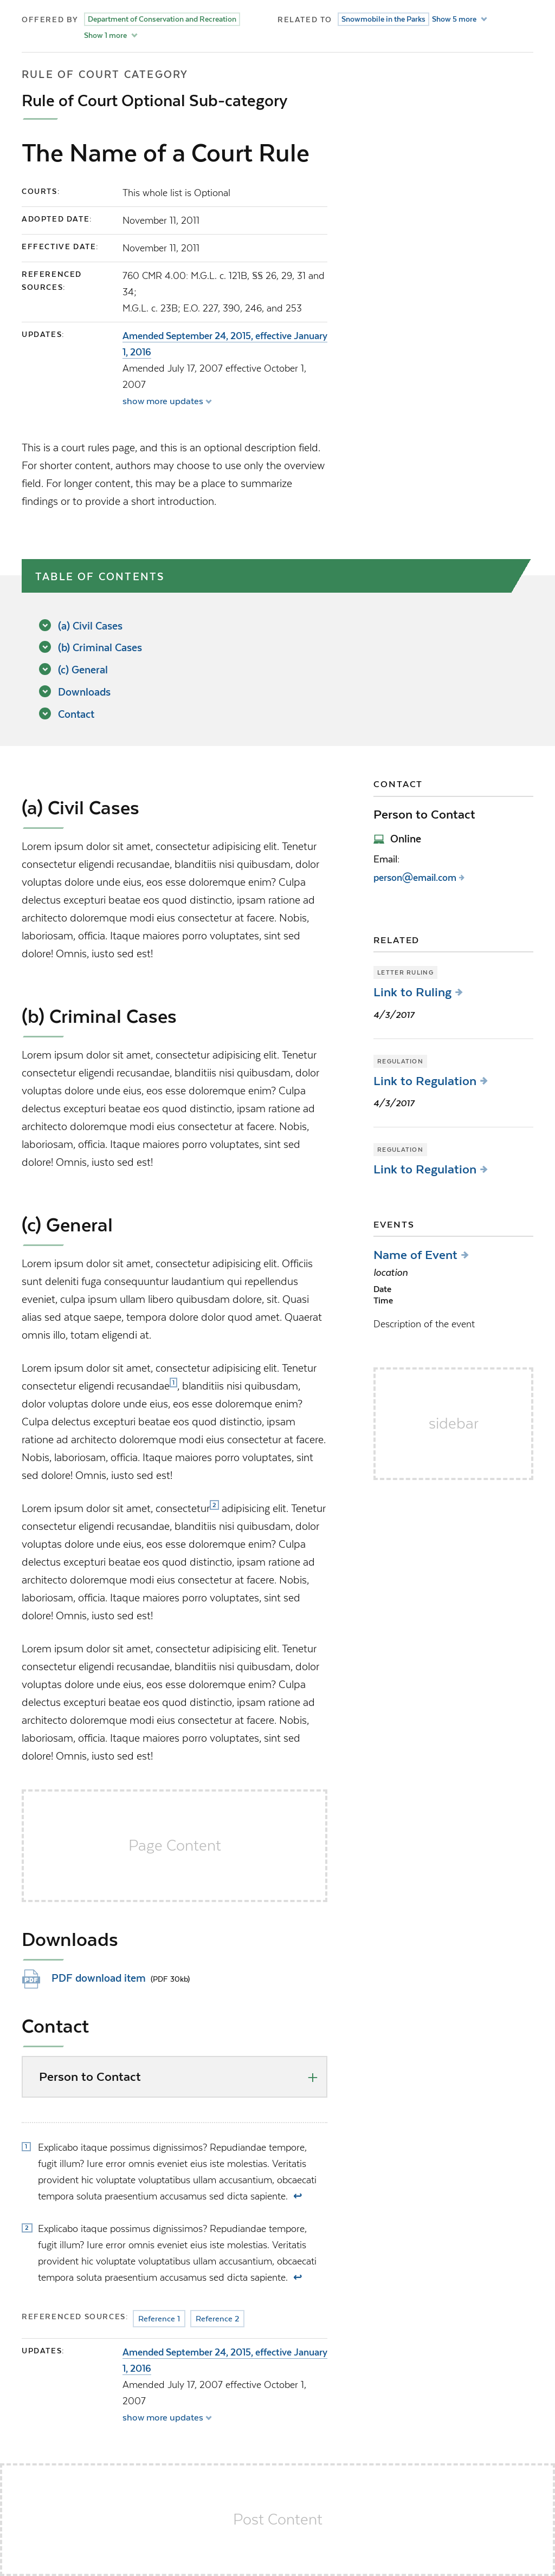 OFFERED BY Department of Conservation and Recreation
Show 1 more
RELATED TO Snowmobile in the Parks Show 5 more
RULE OF COURT CATEGORY
Rule of Court Optional Sub-category
The Name of a Court Rule
COURTS: This whole list is Optional
ADOPTED DATE: November 11, 2011
EFFECTIVE DATE: November 11, 2011
REFERENCED SOURCES: 760 CMR 4.00: M.G.L. c. 121B, §§ 26, 29, 31 and
34;
M.G.L. c. 23B; E.O. 227, 390, 246, and 253
UPDATES: Amended September 24, 2015, effective January
1, 2016
Amended July 17, 2007 effective October 1,
2007
show more updates
This is a court rules page, and this is an optional description field.
For shorter content, authors may choose to use only the overview
field. For longer content, this may be a place to summarize
findings or to provide a short introduction.
TABLE OF CONTENTS
(a) Civil Cases
(b) Criminal Cases
(c) General
Downloads
Contact
(a) Civil Cases
Lorem ipsum dolor sit amet, consectetur adipisicing elit. Tenetur
consectetur eligendi recusandae, blanditiis nisi quibusdam, dolor
voluptas dolore unde eius, eos esse doloremque enim? Culpa
delectus excepturi beatae eos quod distinctio, ipsam ratione ad
architecto doloremque modi eius consectetur at facere. Nobis,
laboriosam, officia. Itaque maiores porro voluptates, sint sed
dolore! Omnis, iusto sed est!
(b) Criminal Cases
Lorem ipsum dolor sit amet, consectetur adipisicing elit. Tenetur
consectetur eligendi recusandae, blanditiis nisi quibusdam, dolor
voluptas dolore unde eius, eos esse doloremque enim? Culpa
delectus excepturi beatae eos quod distinctio, ipsam ratione ad
architecto doloremque modi eius consectetur at facere. Nobis,
laboriosam, officia. Itaque maiores porro voluptates, sint sed
dolore! Omnis, iusto sed est!
(c) General
Lorem ipsum dolor sit amet, consectetur adipisicing elit. Officiis
sunt deleniti fuga consequuntur laudantium qui repellendus
eveniet, culpa ipsum ullam libero quibusdam dolore, sit. Quasi
alias sed atque saepe, tempora dolore dolor quod amet. Quaerat
omnis illo, totam eligendi at.
Lorem ipsum dolor sit amet, consectetur adipisicing elit. Tenetur
consectetur eligendi recusandae1, blanditiis nisi quibusdam,
dolor voluptas dolore unde eius, eos esse doloremque enim?
Culpa delectus excepturi beatae eos quod distinctio, ipsam
ratione ad architecto doloremque modi eius consectetur at facere.
Nobis, laboriosam, officia. Itaque maiores porro voluptates, sint
sed dolore! Omnis, iusto sed est!
Lorem ipsum dolor sit amet, consectetur2 adipisicing elit. Tenetur
consectetur eligendi recusandae, blanditiis nisi quibusdam, dolor
voluptas dolore unde eius, eos esse doloremque enim? Culpa
delectus excepturi beatae eos quod distinctio, ipsam ratione ad
architecto doloremque modi eius consectetur at facere. Nobis,
laboriosam, officia. Itaque maiores porro voluptates, sint sed
dolore! Omnis, iusto sed est!
Lorem ipsum dolor sit amet, consectetur adipisicing elit. Tenetur
consectetur eligendi recusandae, blanditiis nisi quibusdam, dolor
voluptas dolore unde eius, eos esse doloremque enim? Culpa
delectus excepturi beatae eos quod distinctio, ipsam ratione ad
architecto doloremque modi eius consectetur at facere. Nobis,
laboriosam, officia. Itaque maiores porro voluptates, sint sed
dolore! Omnis, iusto sed est!
Page Content
Downloads
PDF
PDF download item (PDF 30kb)
Contact
Person to Contact
1 Explicabo itaque possimus dignissimos? Repudiandae tempore,
fugit illum? Iure error omnis eveniet eius iste molestias. Veritatis
provident hic voluptate voluptatibus ullam accusantium, obcaecati
tempora soluta praesentium accusamus sed dicta sapiente.
2 Explicabo itaque possimus dignissimos? Repudiandae tempore,
fugit illum? Iure error omnis eveniet eius iste molestias. Veritatis
provident hic voluptate voluptatibus ullam accusantium, obcaecati
tempora soluta praesentium accusamus sed dicta sapiente.
REFERENCED SOURCES: Reference 1 Reference 2
UPDATES: Amended September 24, 2015, effective January
1, 2016
Amended July 17, 2007 effective October 1,
2007
show more updates
CONTACT
Person to Contact
Online
Email:
person@email.com
RELATED
LETTER RULING
Link to Ruling
4/3/2017
REGULATION
Link to Regulation
4/3/2017
REGULATION
Link to Regulation
EVENTS
Name of Event
location
Date
Time
Description of the event
sidebar
Post Content